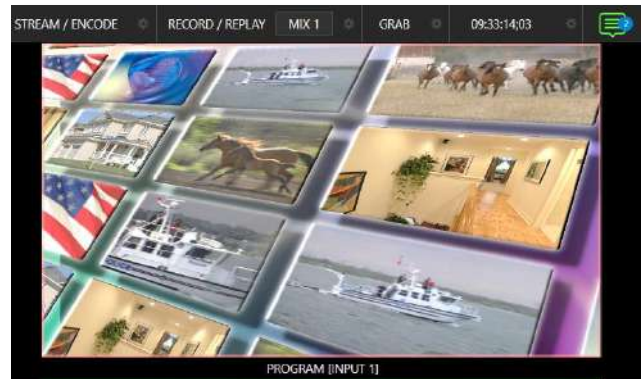 STREAM / ENCODE RECORD / REPLAY MIX 1 GRAB 09:33:14;03 2
PROGRAM [INPUT 1]